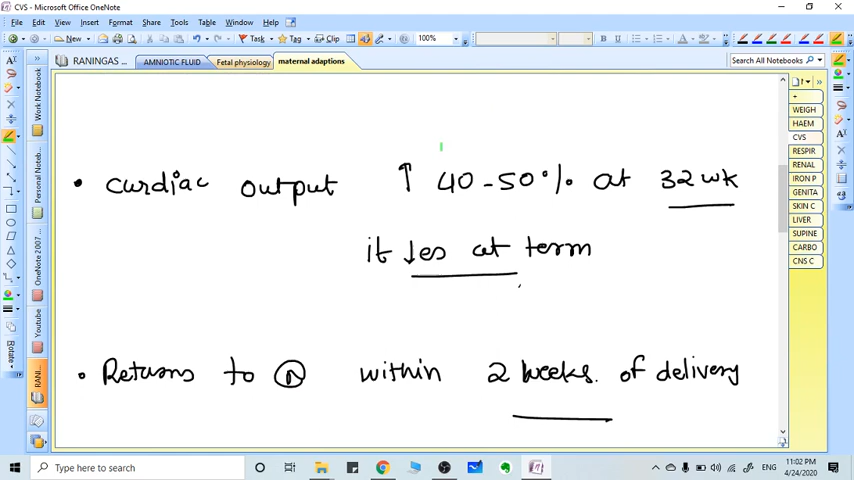 CVS - Microsoft Office OneNote
File Edit View Insert Format Share Tools Table Window Help
New Task Tag Clip 100%
RANINGAS ... AMNIOTIC FLUID Fetal physiology maternal adaptions Search All Notebooks
Work Notebook
Personal Noteb
OneNote 2007
Youtube
RANI
Rotate
+
WEIGH
HAEM
CVS
RESPIR
RENAL
IRON P
GENITA
SKIN C
LIVER
SUPINE
CARBO
CNS C
• cardiac output ↑ 40-50% at 32wk
it ↓es at term
• Returns to Ⓝ within 2 weeks. of delivery
Type here to search
ENG
11:02 PM
4/24/2020